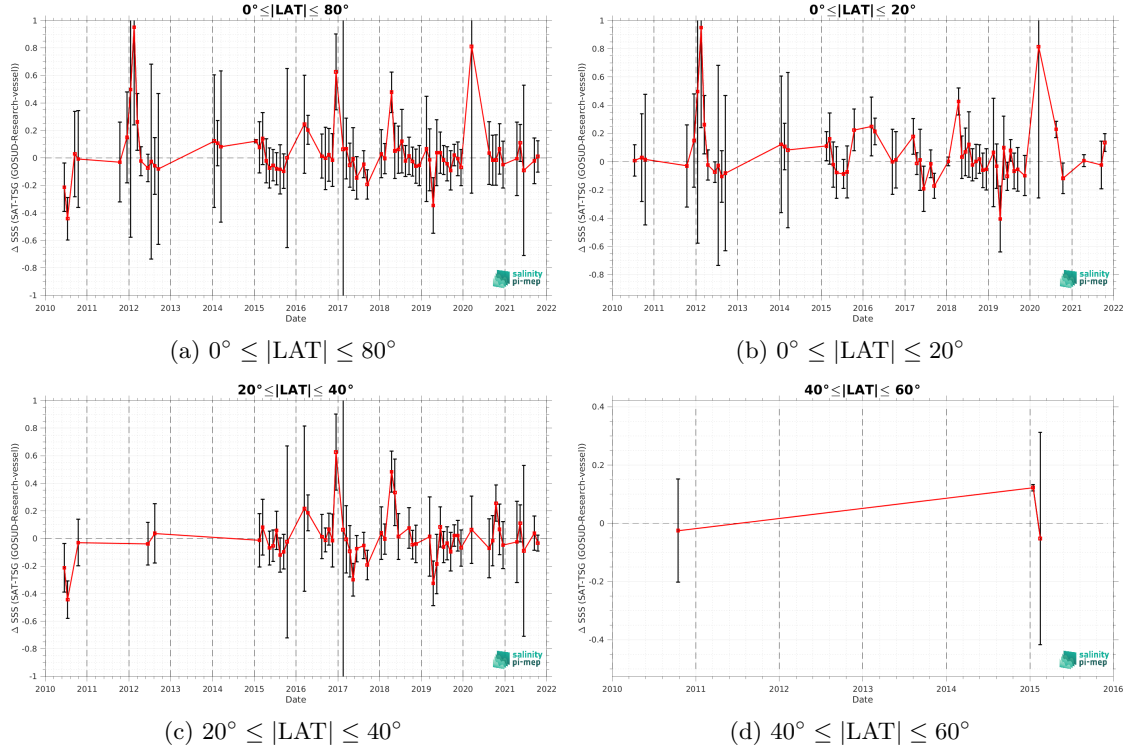 0°≤|LAT|≤ 80°
Δ SSS (SAT-TSG (GOSUD-Research-vessel))
1
0.8
0.6
0.4
0.2
0
-0.2
-0.4
-0.6
-0.8
-1
2010 2011 2012 2013 2014 2015 2016 2017 2018 2019 2020 2021 2022
Date
salinity
pi-mep
(a) 0° ≤ |LAT| ≤ 80°
0°≤|LAT|≤ 20°
Δ SSS (SAT-TSG (GOSUD-Research-vessel))
0.8
0.6
0.4
0.2
0
-0.2
-0.4
-0.6
-0.8
2010 2011 2012 2013 2014 2015 2016 2017 2018 2019 2020 2021 2022
Date
salinity
pi-mep
(b) 0° ≤ |LAT| ≤ 20°
20°≤|LAT|≤ 40°
Δ SSS (SAT-TSG (GOSUD-Research-vessel))
1
0.8
0.6
0.4
0.2
0
-0.2
-0.4
-0.6
-0.8
-1
2010 2011 2012 2013 2014 2015 2016 2017 2018 2019 2020 2021 2022
Date
salinity
pi-mep
(c) 20° ≤ |LAT| ≤ 40°
40°≤|LAT|≤ 60°
Δ SSS (SAT-TSG (GOSUD-Research-vessel))
0.4
0.2
0
-0.2
-0.4
2010 2011 2012 2013 2014 2015 2016
Date
salinity
pi-mep
(d) 40° ≤ |LAT| ≤ 60°